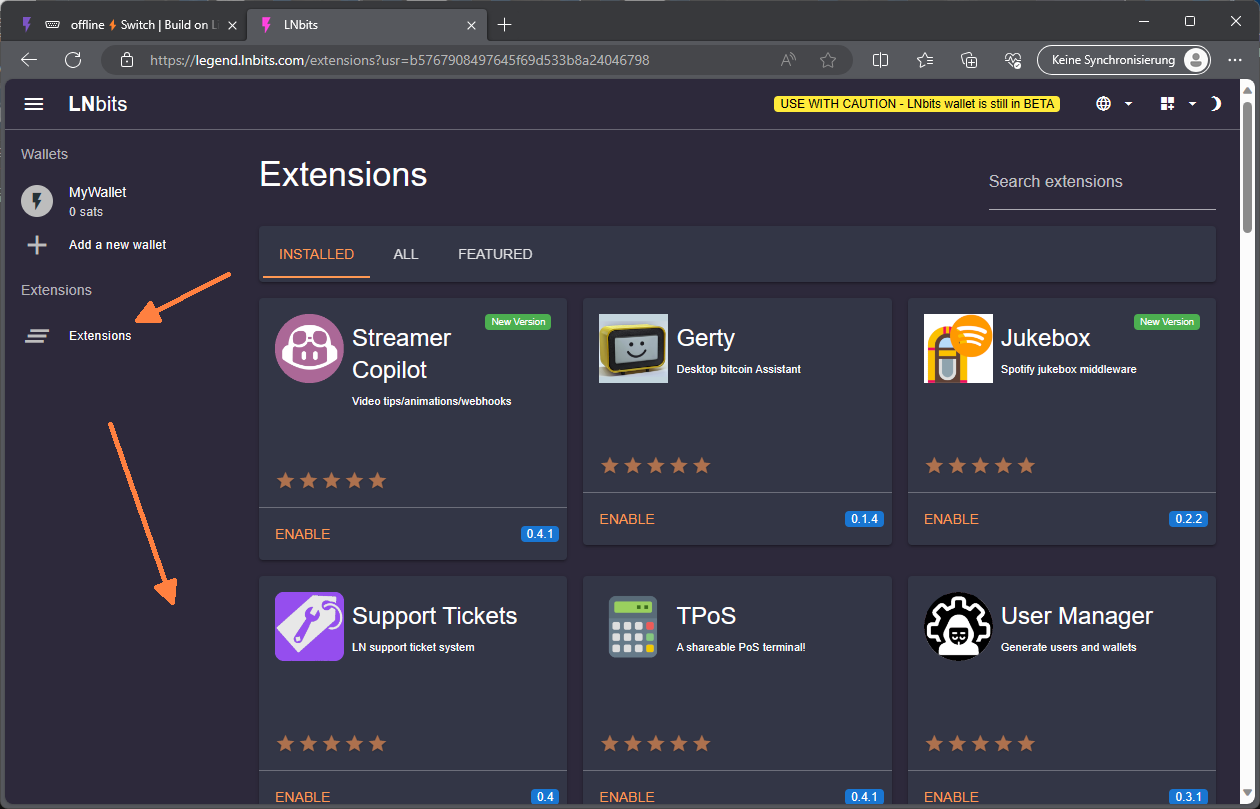 offline⚡Switch | Build on L
LNbits
https://legend.lnbits.com/extensions?usr=b5767908497645f69d533b8a24046798
Keine Synchronisierung
LNbits
USE WITH CAUTION - LNbits wallet is still in BETA
Wallets
MyWallet
0 sats
Add a new wallet
Extensions
Extensions
Extensions
Search extensions
INSTALLED
ALL
FEATURED
New Version
Streamer
Copilot
Video tips/animations/webhooks
ENABLE
0.4.1
Gerty
Desktop bitcoin Assistant
ENABLE
0.1.4
New Version
Jukebox
Spotify jukebox middleware
ENABLE
0.2.2
Support Tickets
LN support ticket system
ENABLE
0.4
TPoS
A shareable PoS terminal!
ENABLE
0.4.1
User Manager
Generate users and wallets
ENABLE
0.3.1